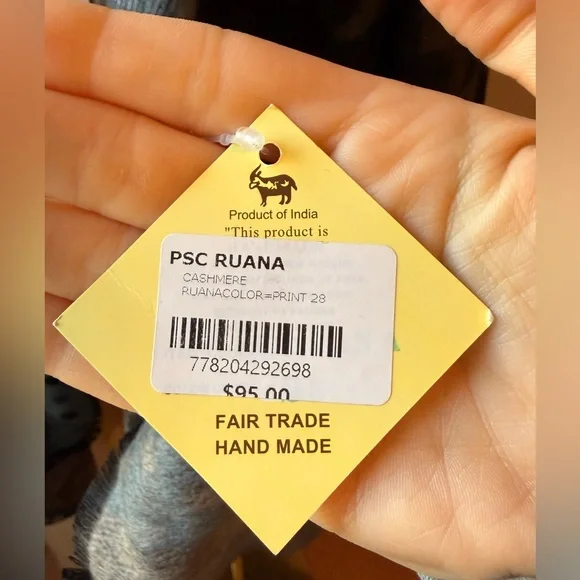 Product of India
"This product is
PSC RUANA
CASHMERE
RUANACOLOR=PRINT 28
778204292698
$95.00
FAIR TRADE
HAND MADE